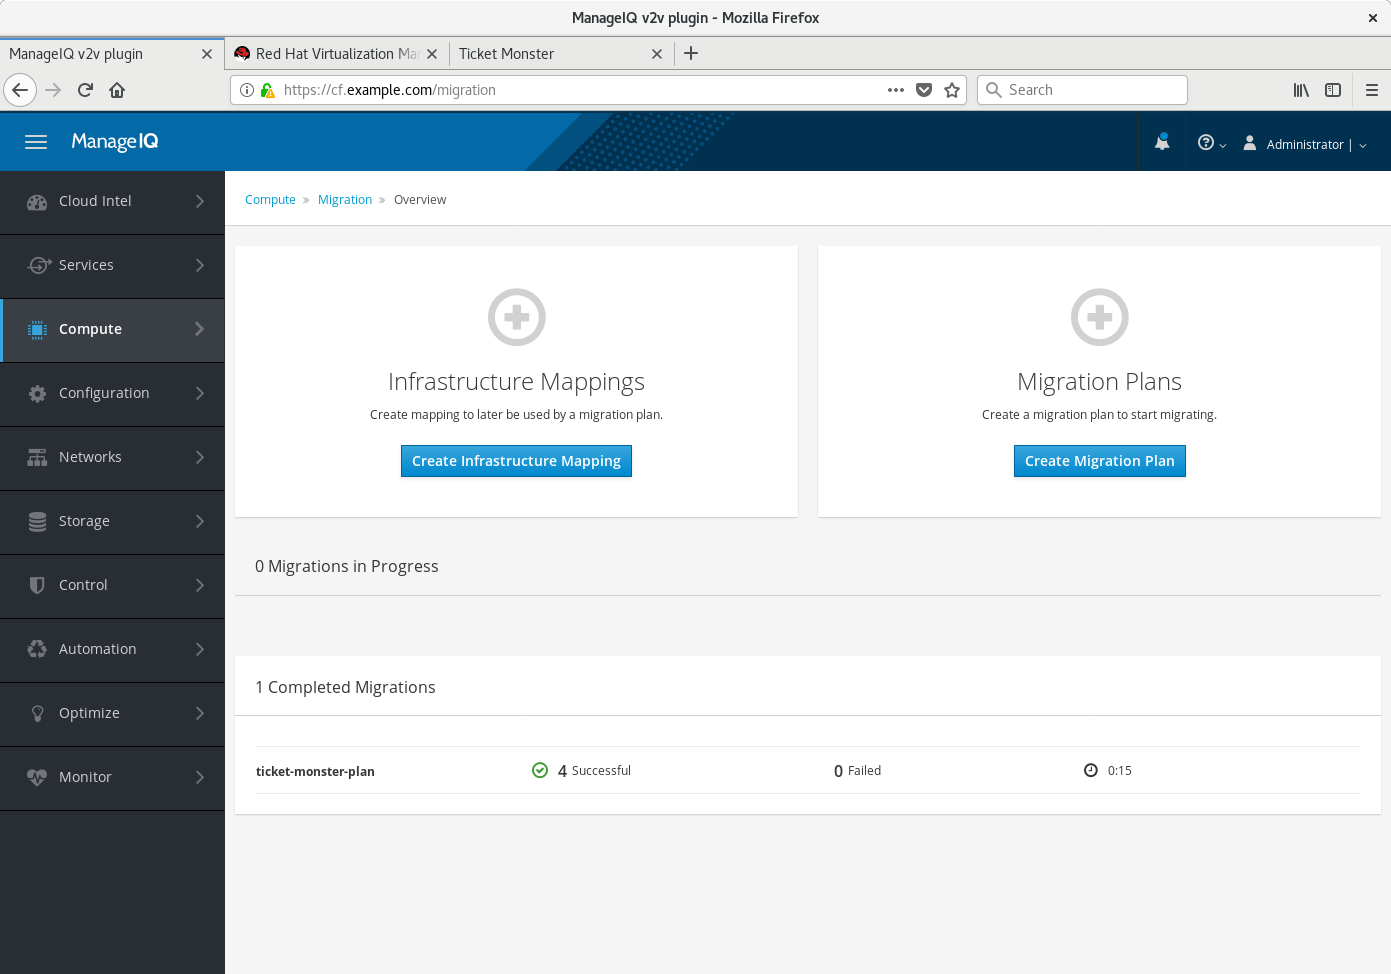 ManageIQ v2v plugin - Mozilla Firefox
ManageIQ v2v plugin
Red Hat Virtualization Ma
Ticket Monster
https://cf.example.com/migration
Search
ManageIQ
Administrator |
Cloud Intel
Services
Compute
Configuration
Networks
Storage
Control
Automation
Optimize
Monitor
Compute » Migration » Overview
Infrastructure Mappings
Create mapping to later be used by a migration plan.
Create Infrastructure Mapping
Migration Plans
Create a migration plan to start migrating.
Create Migration Plan
0 Migrations in Progress
1 Completed Migrations
ticket-monster-plan 4 Successful 0 Failed 0:15